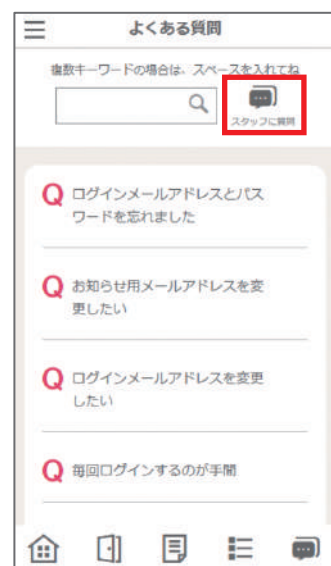 よくある質問
複数キーワードの場合は、スペースを入れてね
スタッフに質問
Q ログインメールアドレスとパス
ワードを忘れました
Q お知らせ用メールアドレスを変
更したい
Q ログインメールアドレスを変更
したい
Q 毎回ログインするのが手間